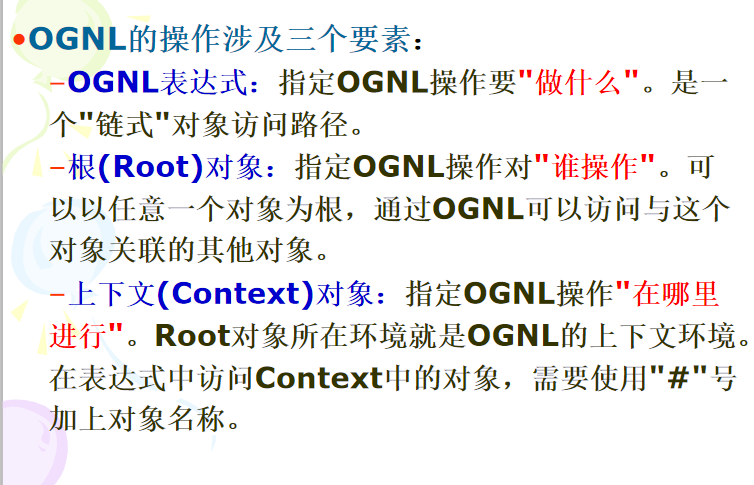 •OGNL的操作涉及三个要素：
–OGNL表达式：指定OGNL操作要"做什么"。是一
个"链式"对象访问路径。
–根(Root)对象：指定OGNL操作对"谁操作"。可
以以任意一个对象为根，通过OGNL可以访问与这个
对象关联的其他对象。
–上下文(Context)对象：指定OGNL操作"在哪里
进行"。Root对象所在环境就是OGNL的上下文环境。
在表达式中访问Context中的对象，需要使用"#"号
加上对象名称。